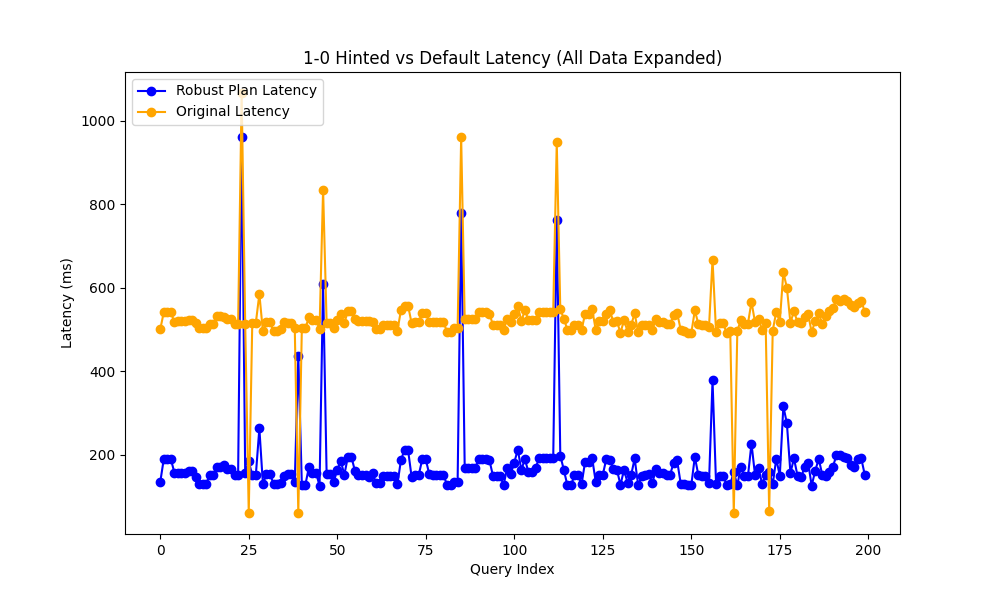 1-0 Hinted vs Default Latency (All Data Expanded)
Robust Plan Latency
Original Latency
1000
800
600
400
200
Latency (ms)
0
25
50
75
100
125
150
175
200
Query Index